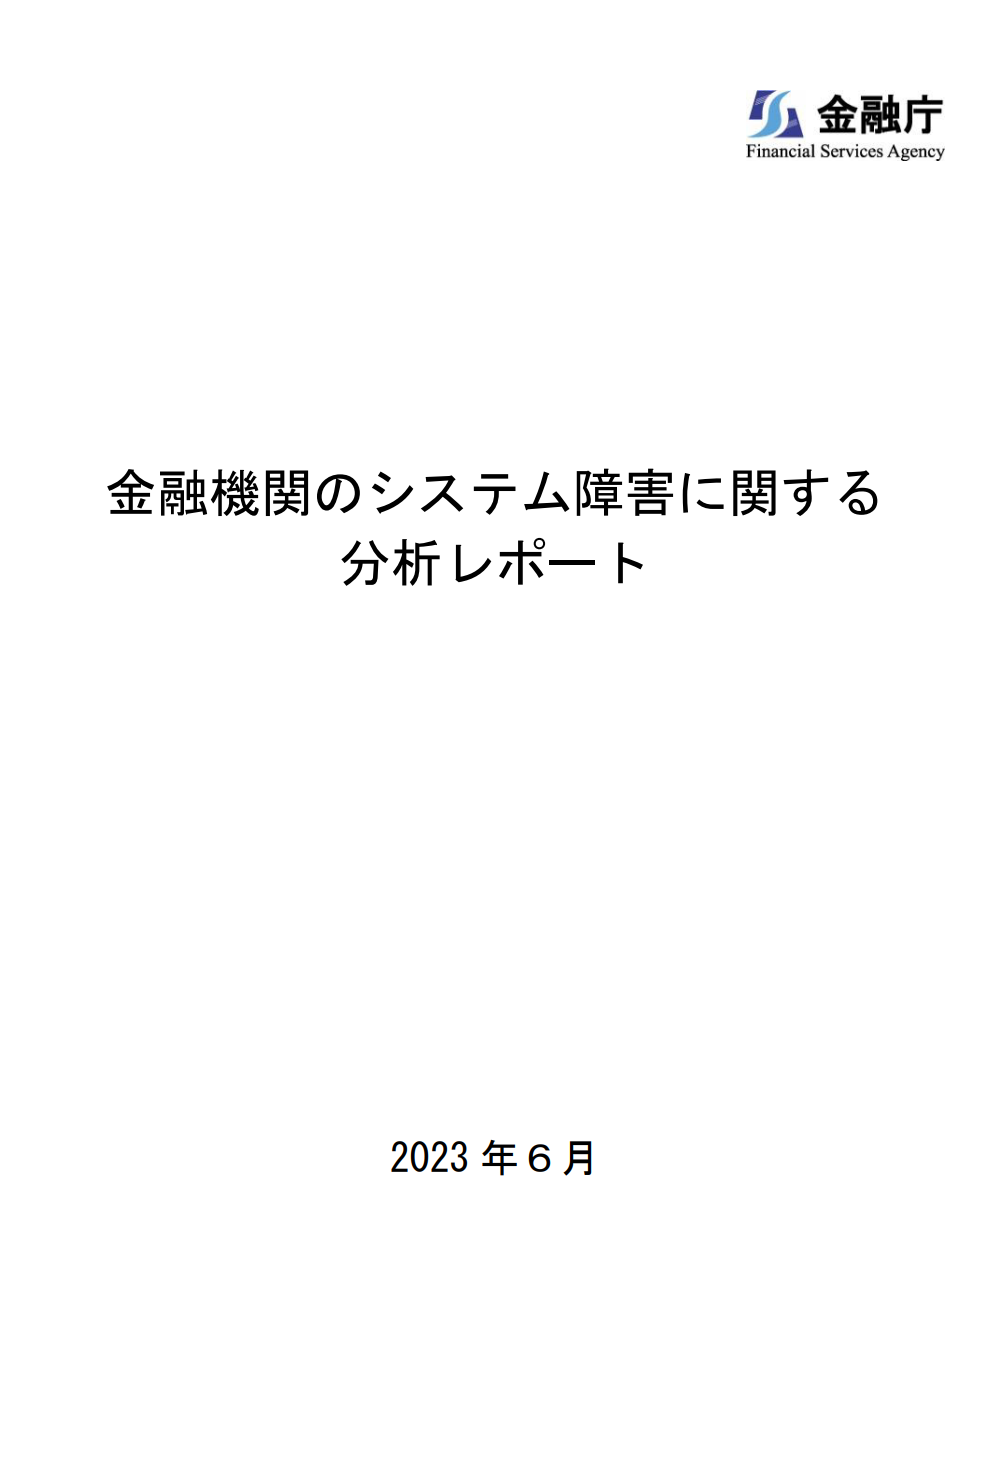 金融庁
Financial Services Agency
金融機関のシステム障害に関する
分析レポート
2023 年６月